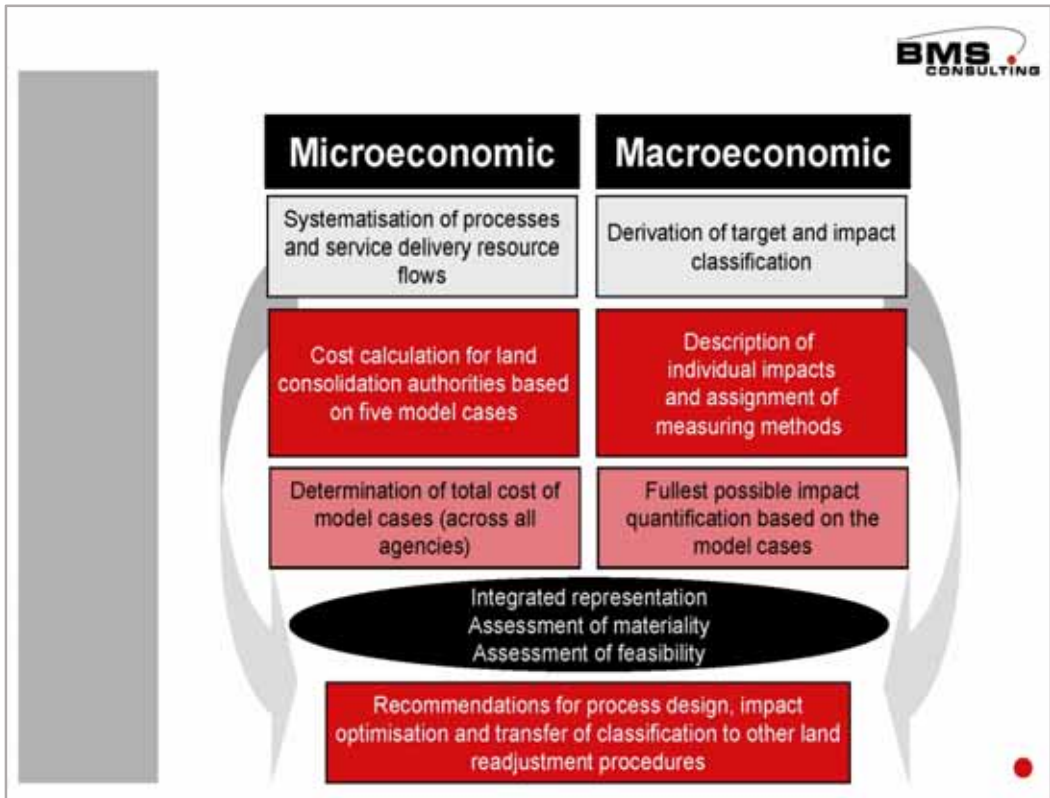 BMS
CONSULTING
Microeconomic
Macroeconomic
Systematisation of processes
and service delivery resource
flows
Derivation of target and impact
classification
Cost calculation for land
consolidation authorities based
on five model cases
Description of
individual impacts
and assignment of
measuring methods
Determination of total cost of
model cases (across all
agencies)
Fullest possible impact
quantification based on the
model cases
Integrated representation
Assessment of materiality
Assessment of feasibility
Recommendations for process design, impact
optimisation and transfer of classification to other land
readjustment procedures